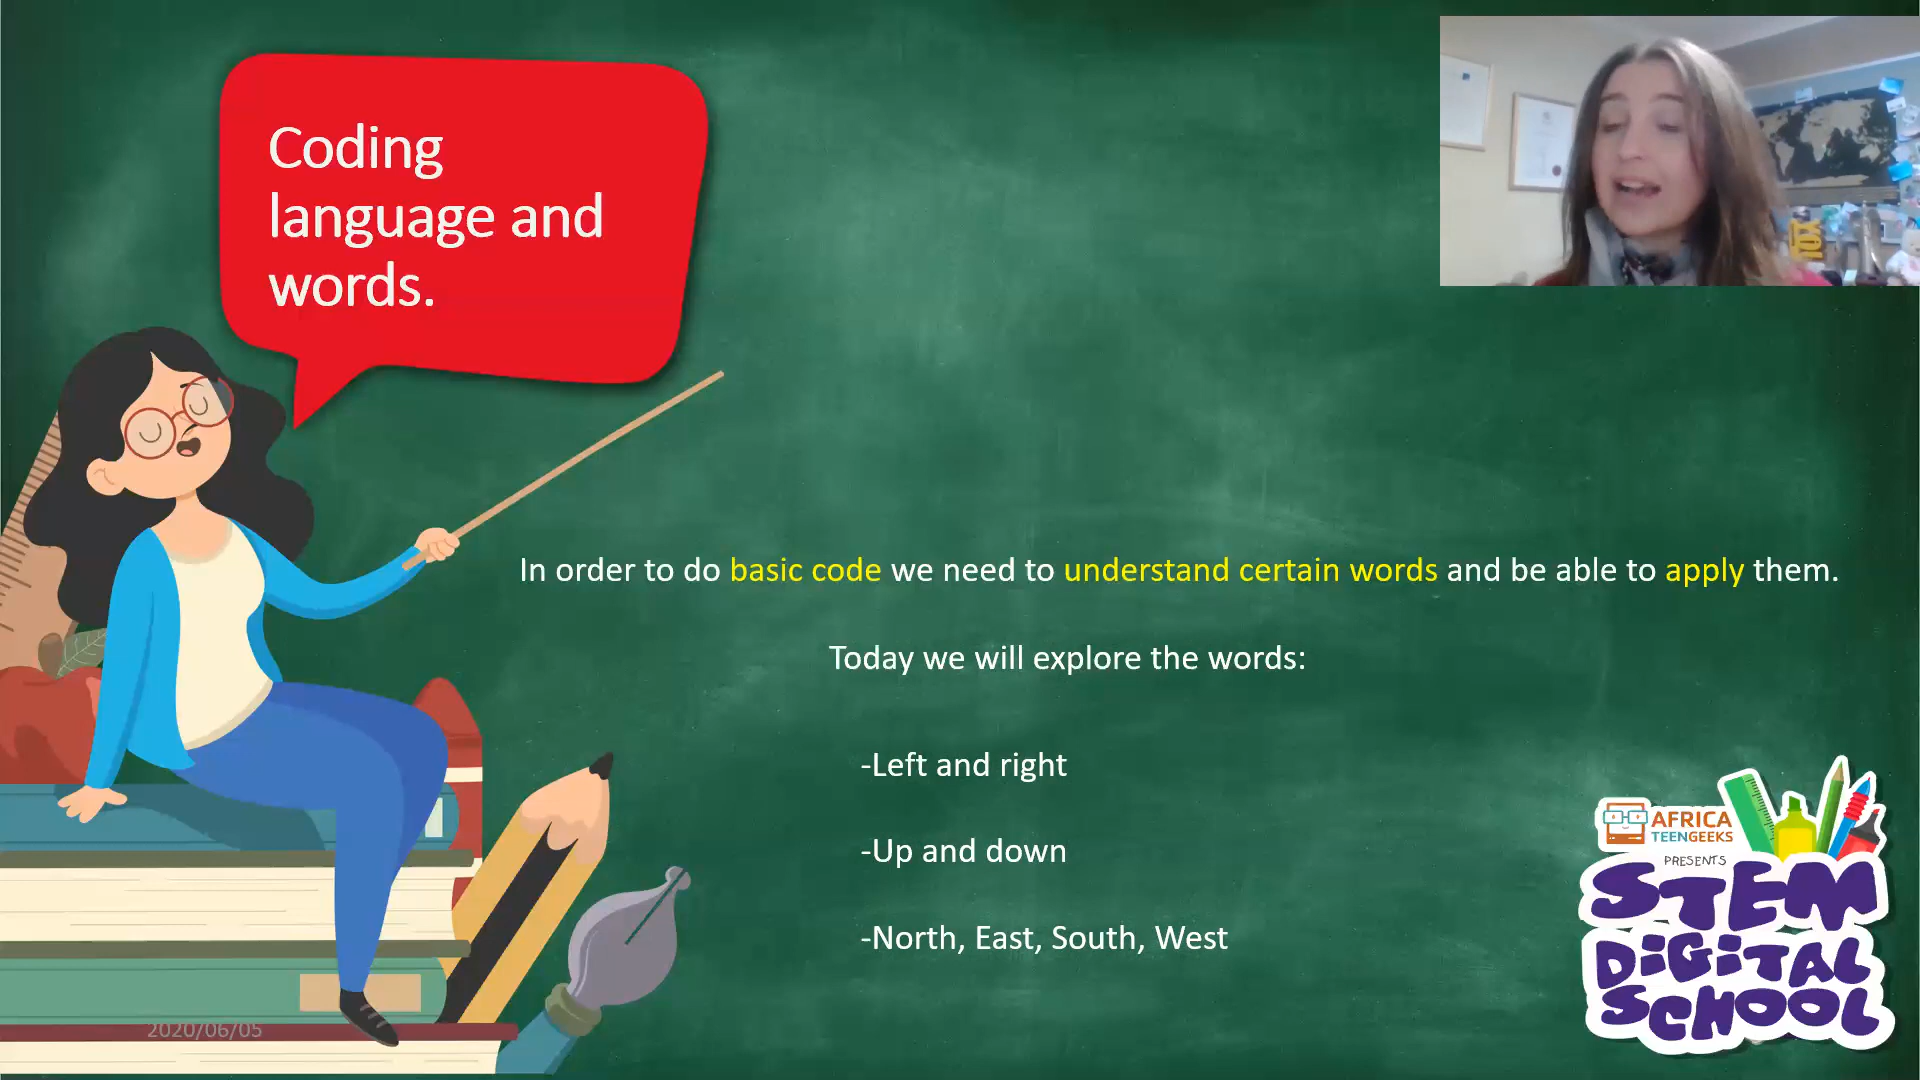 Coding
language and
words.
In order to do basic code we need to understand certain words and be able to apply them.
Today we will explore the words:
-Left and right
-Up and down
-North, East, South, West
AFRICA
TEENGEEKS
PRESENTS
STEM
DIGITAL
SCHOOL
2020/06/05